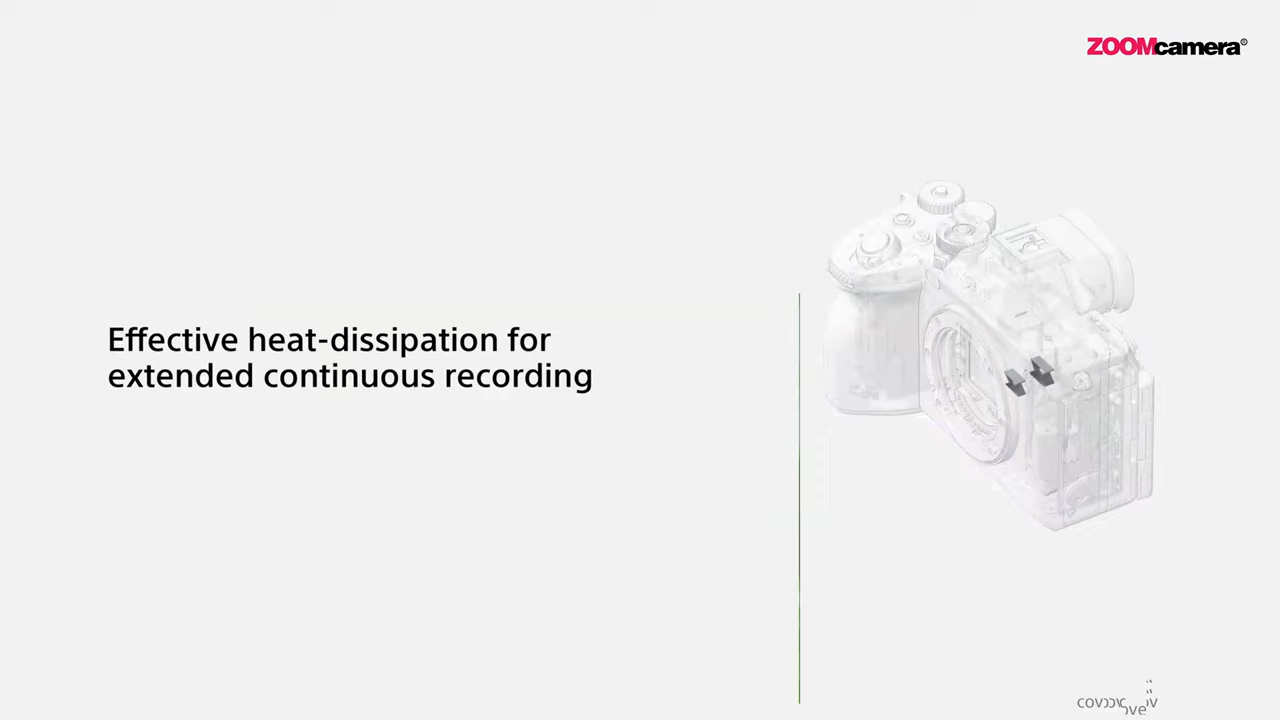 ZOOMcamera®
Effective heat-dissipation for
extended continuous recording